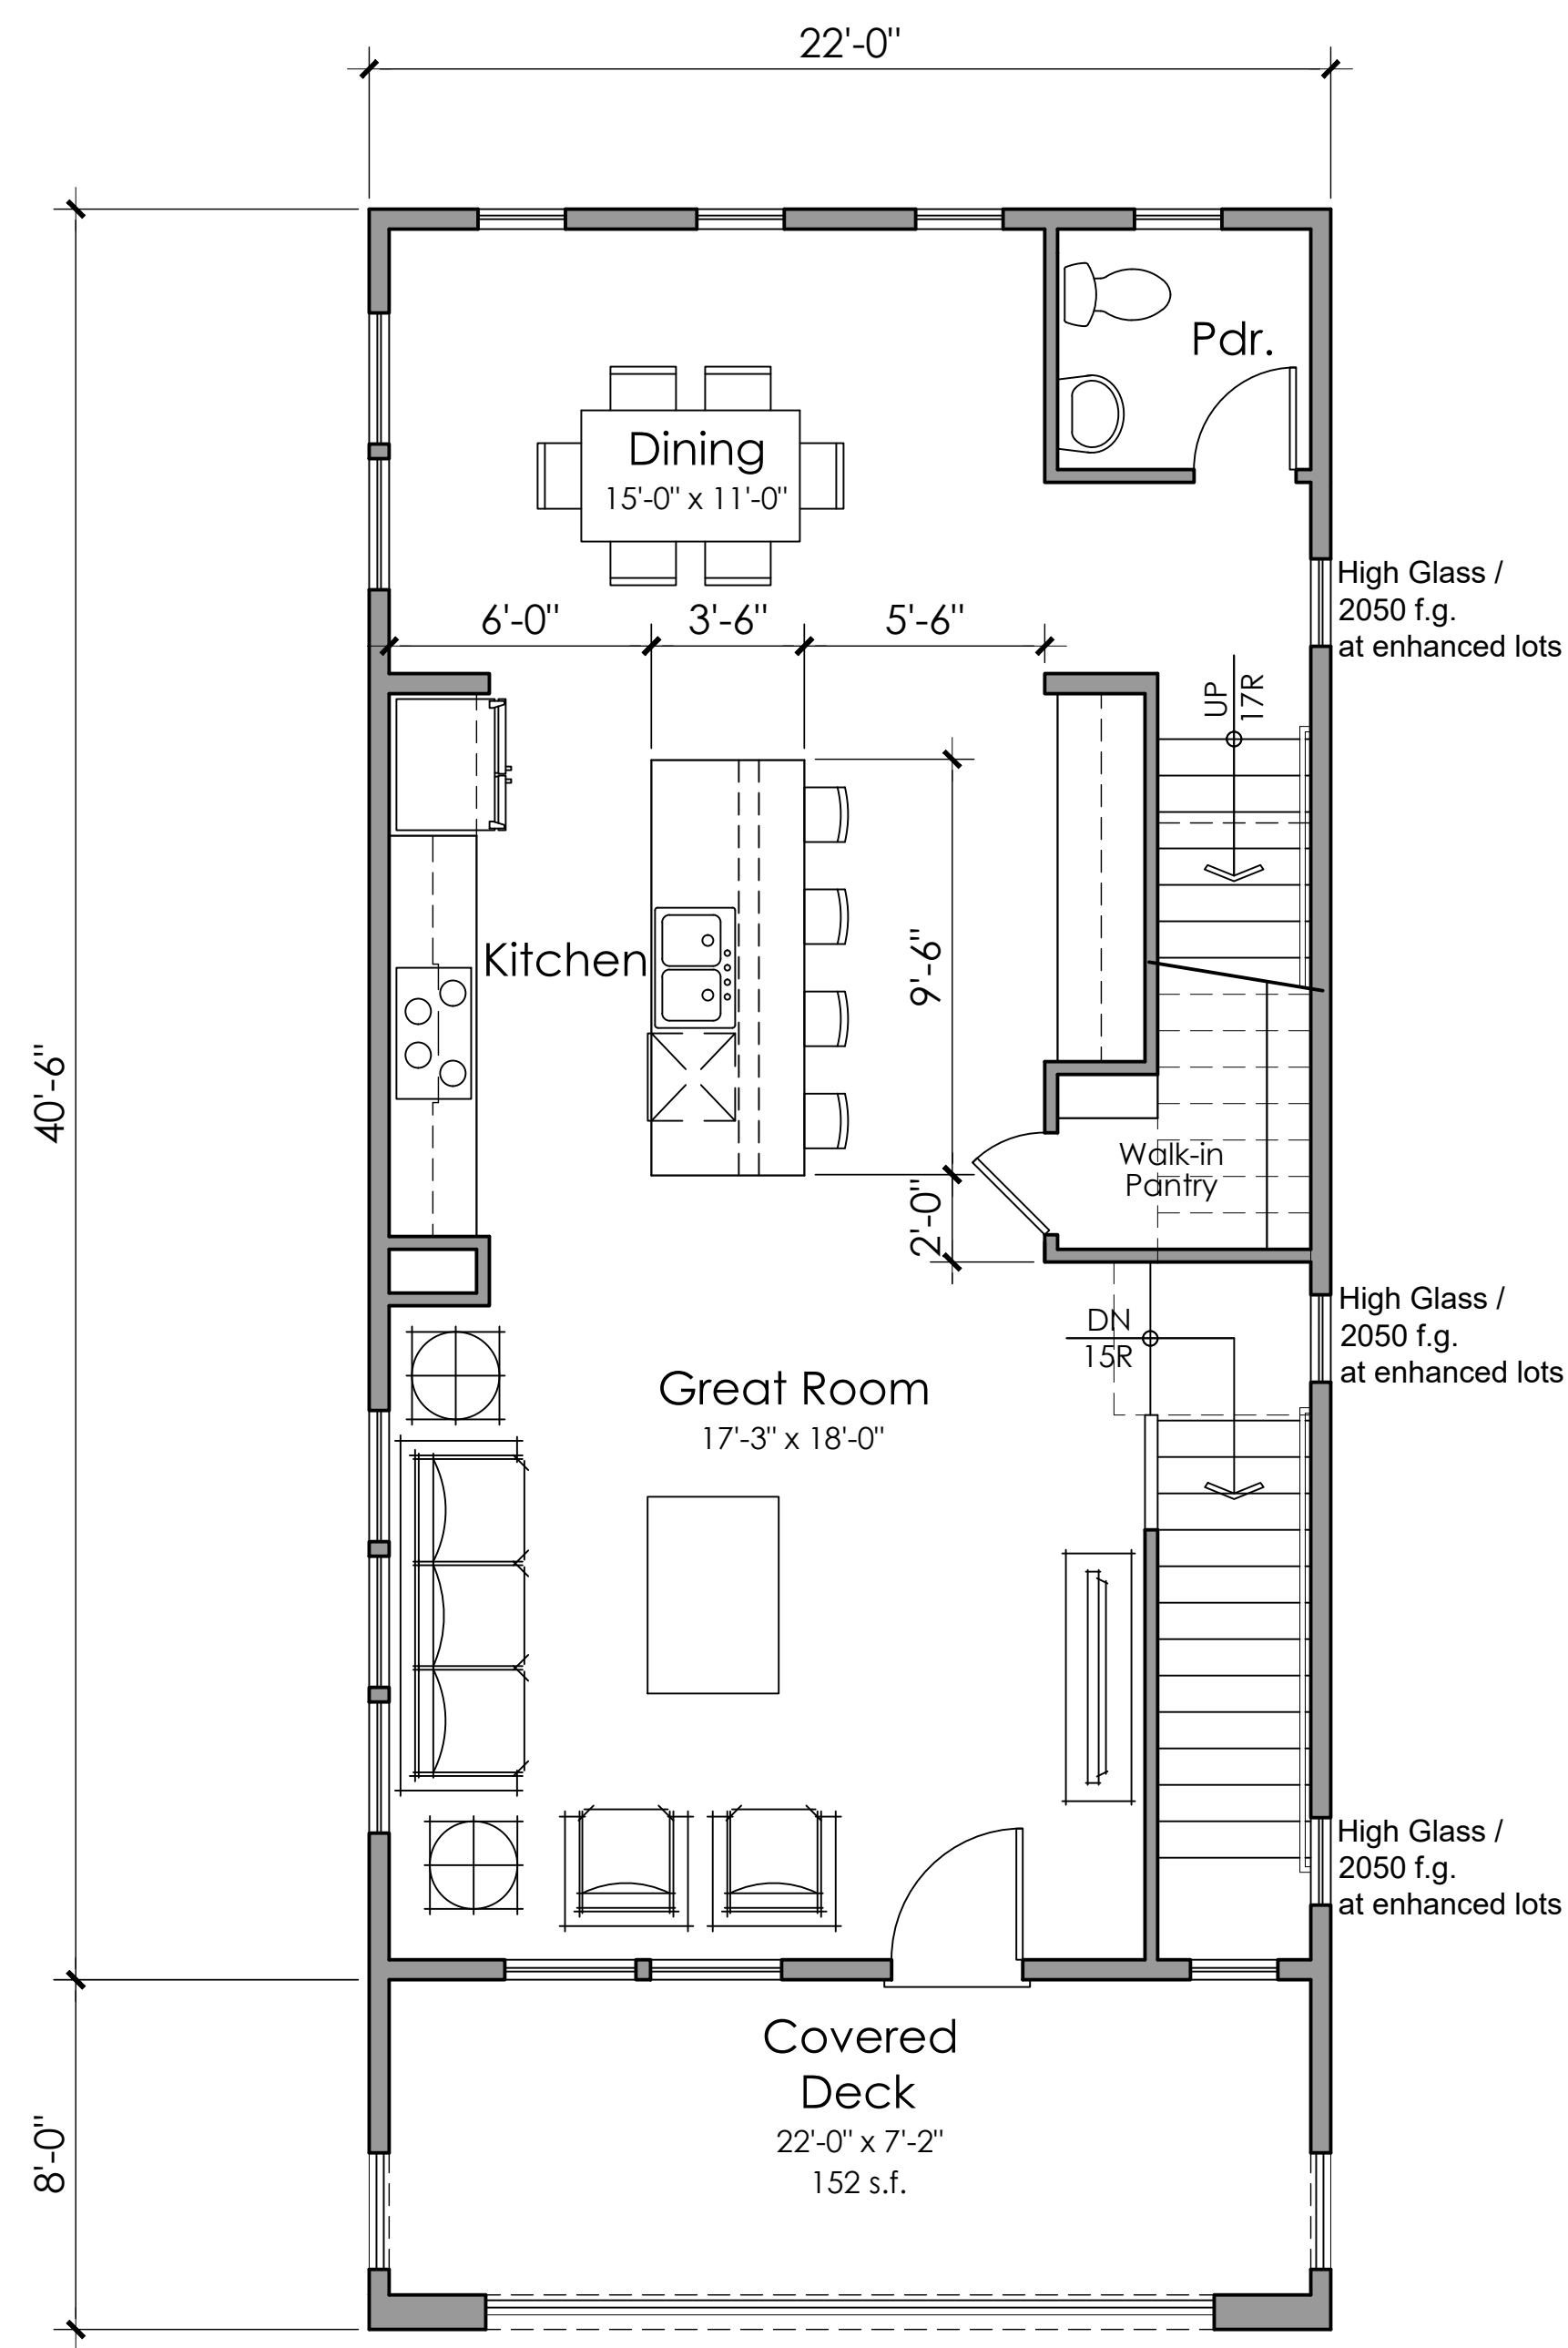 22'-0"
Pdr.
Dining
15'-0" x 11'-0"
High Glass /
2050 f.g.
at enhanced lots
6'-0"
3'-6"
5'-6"
UP
17R
Kitchen
9'-6"
40'-6"
Walk-in
Pantry
2'-0"
High Glass /
2050 f.g.
at enhanced lots
DN
15R
Great Room
17'-3" x 18'-0"
High Glass /
2050 f.g.
at enhanced lots
Covered
Deck
22'-0" x 7'-2"
152 s.f.
8'-0"